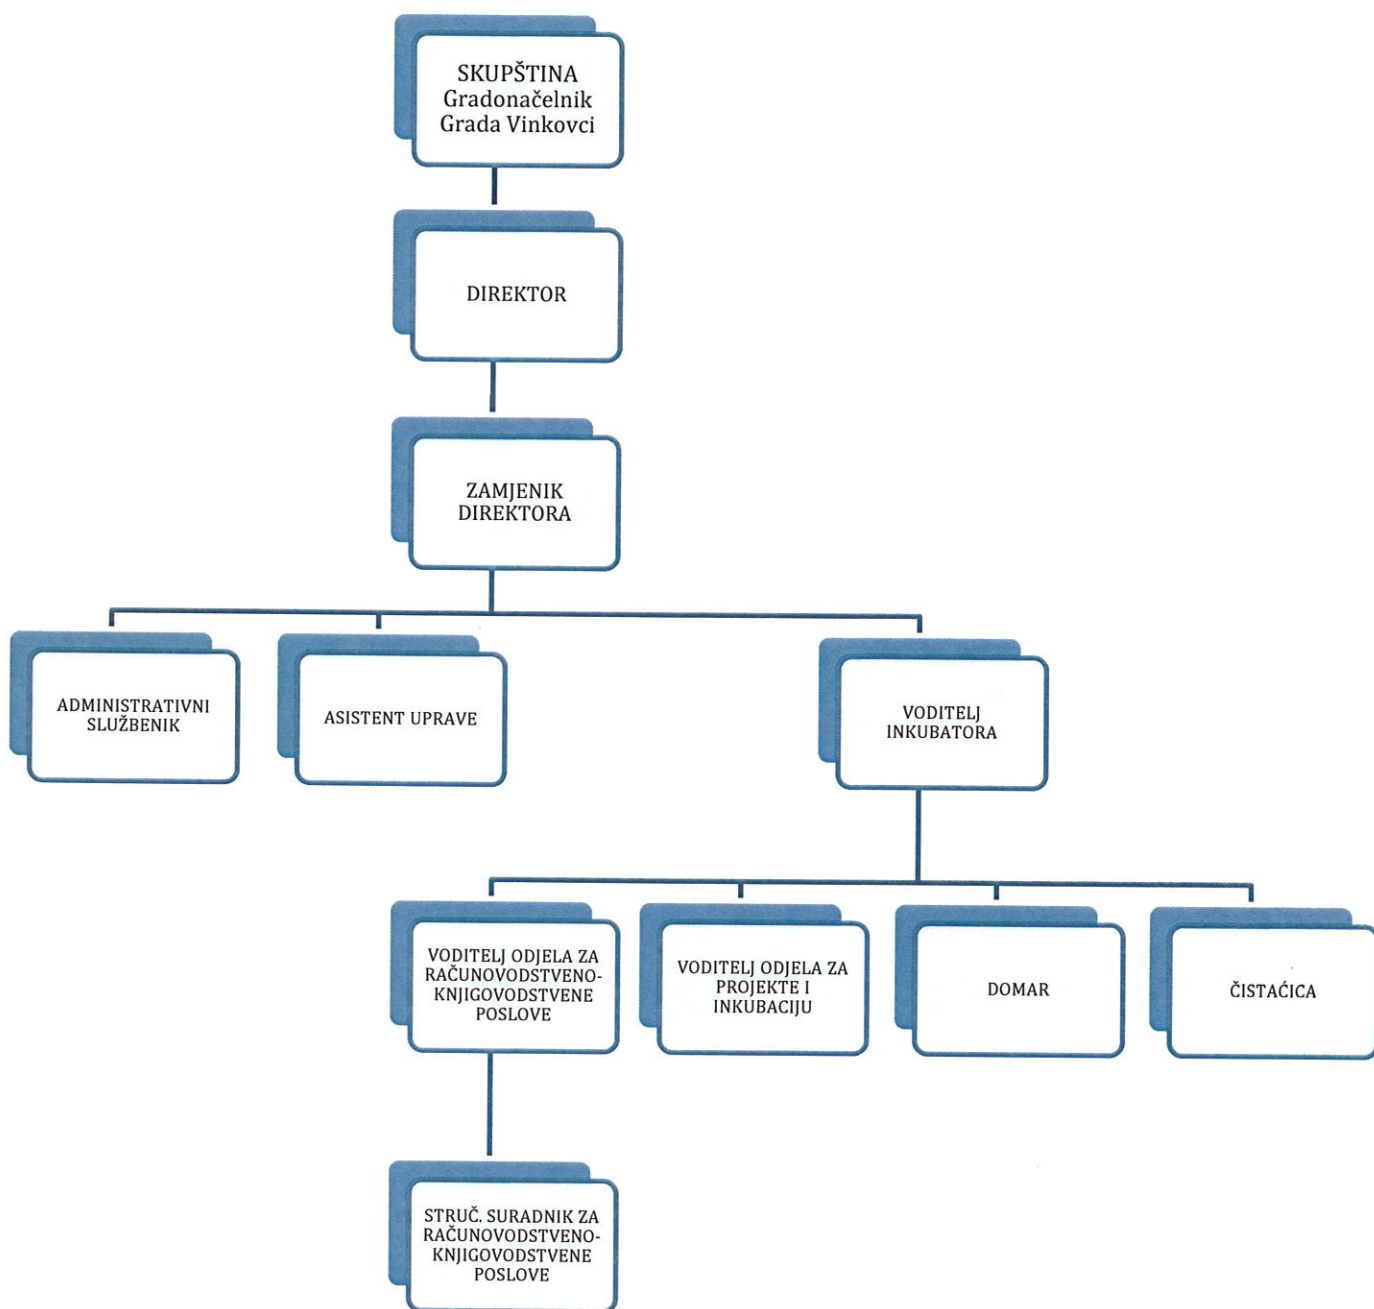 SKUPŠTINA
Gradonačelnik
Grada Vinkovci
DIREKTOR
ZAMJENIK
DIREKTORA
ADMINISTRATIVNI
SLUŽBENIK
ASISTENT UPRAVE
VODITELJ
INKUBATORA
VODITELJ ODJELA ZA
RAČUNOVODSTVENO-
KNJIGOVODSTVENE
POSLOVE
VODITELJ ODJELA ZA
PROJEKTE I
INKUBACIJU
DOMAR
ČISTAĆICA
STRUČ. SURADNIK ZA
RAČUNOVODSTVENO-
KNJIGOVODSTVENE
POSLOVE